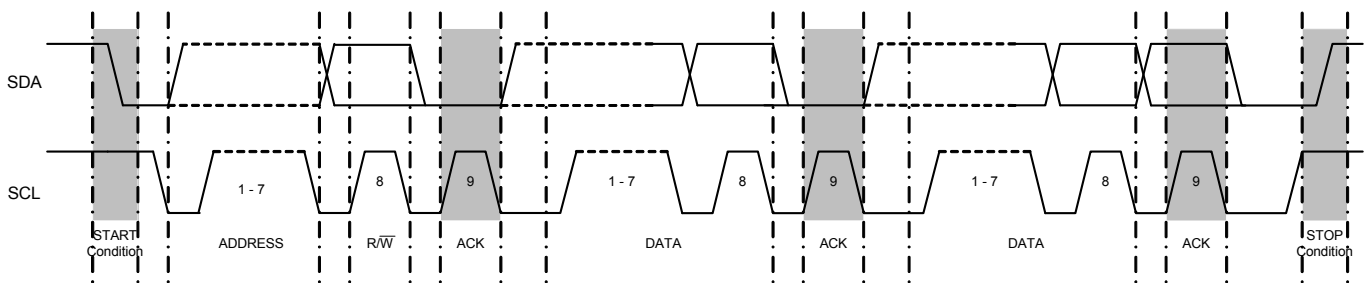 SDA
SCL
1 - 7
8
9
1 - 7
8
9
1 - 7
8
9
START
Condition
ADDRESS
R/W̅
ACK
DATA
ACK
DATA
ACK
STOP
Condition